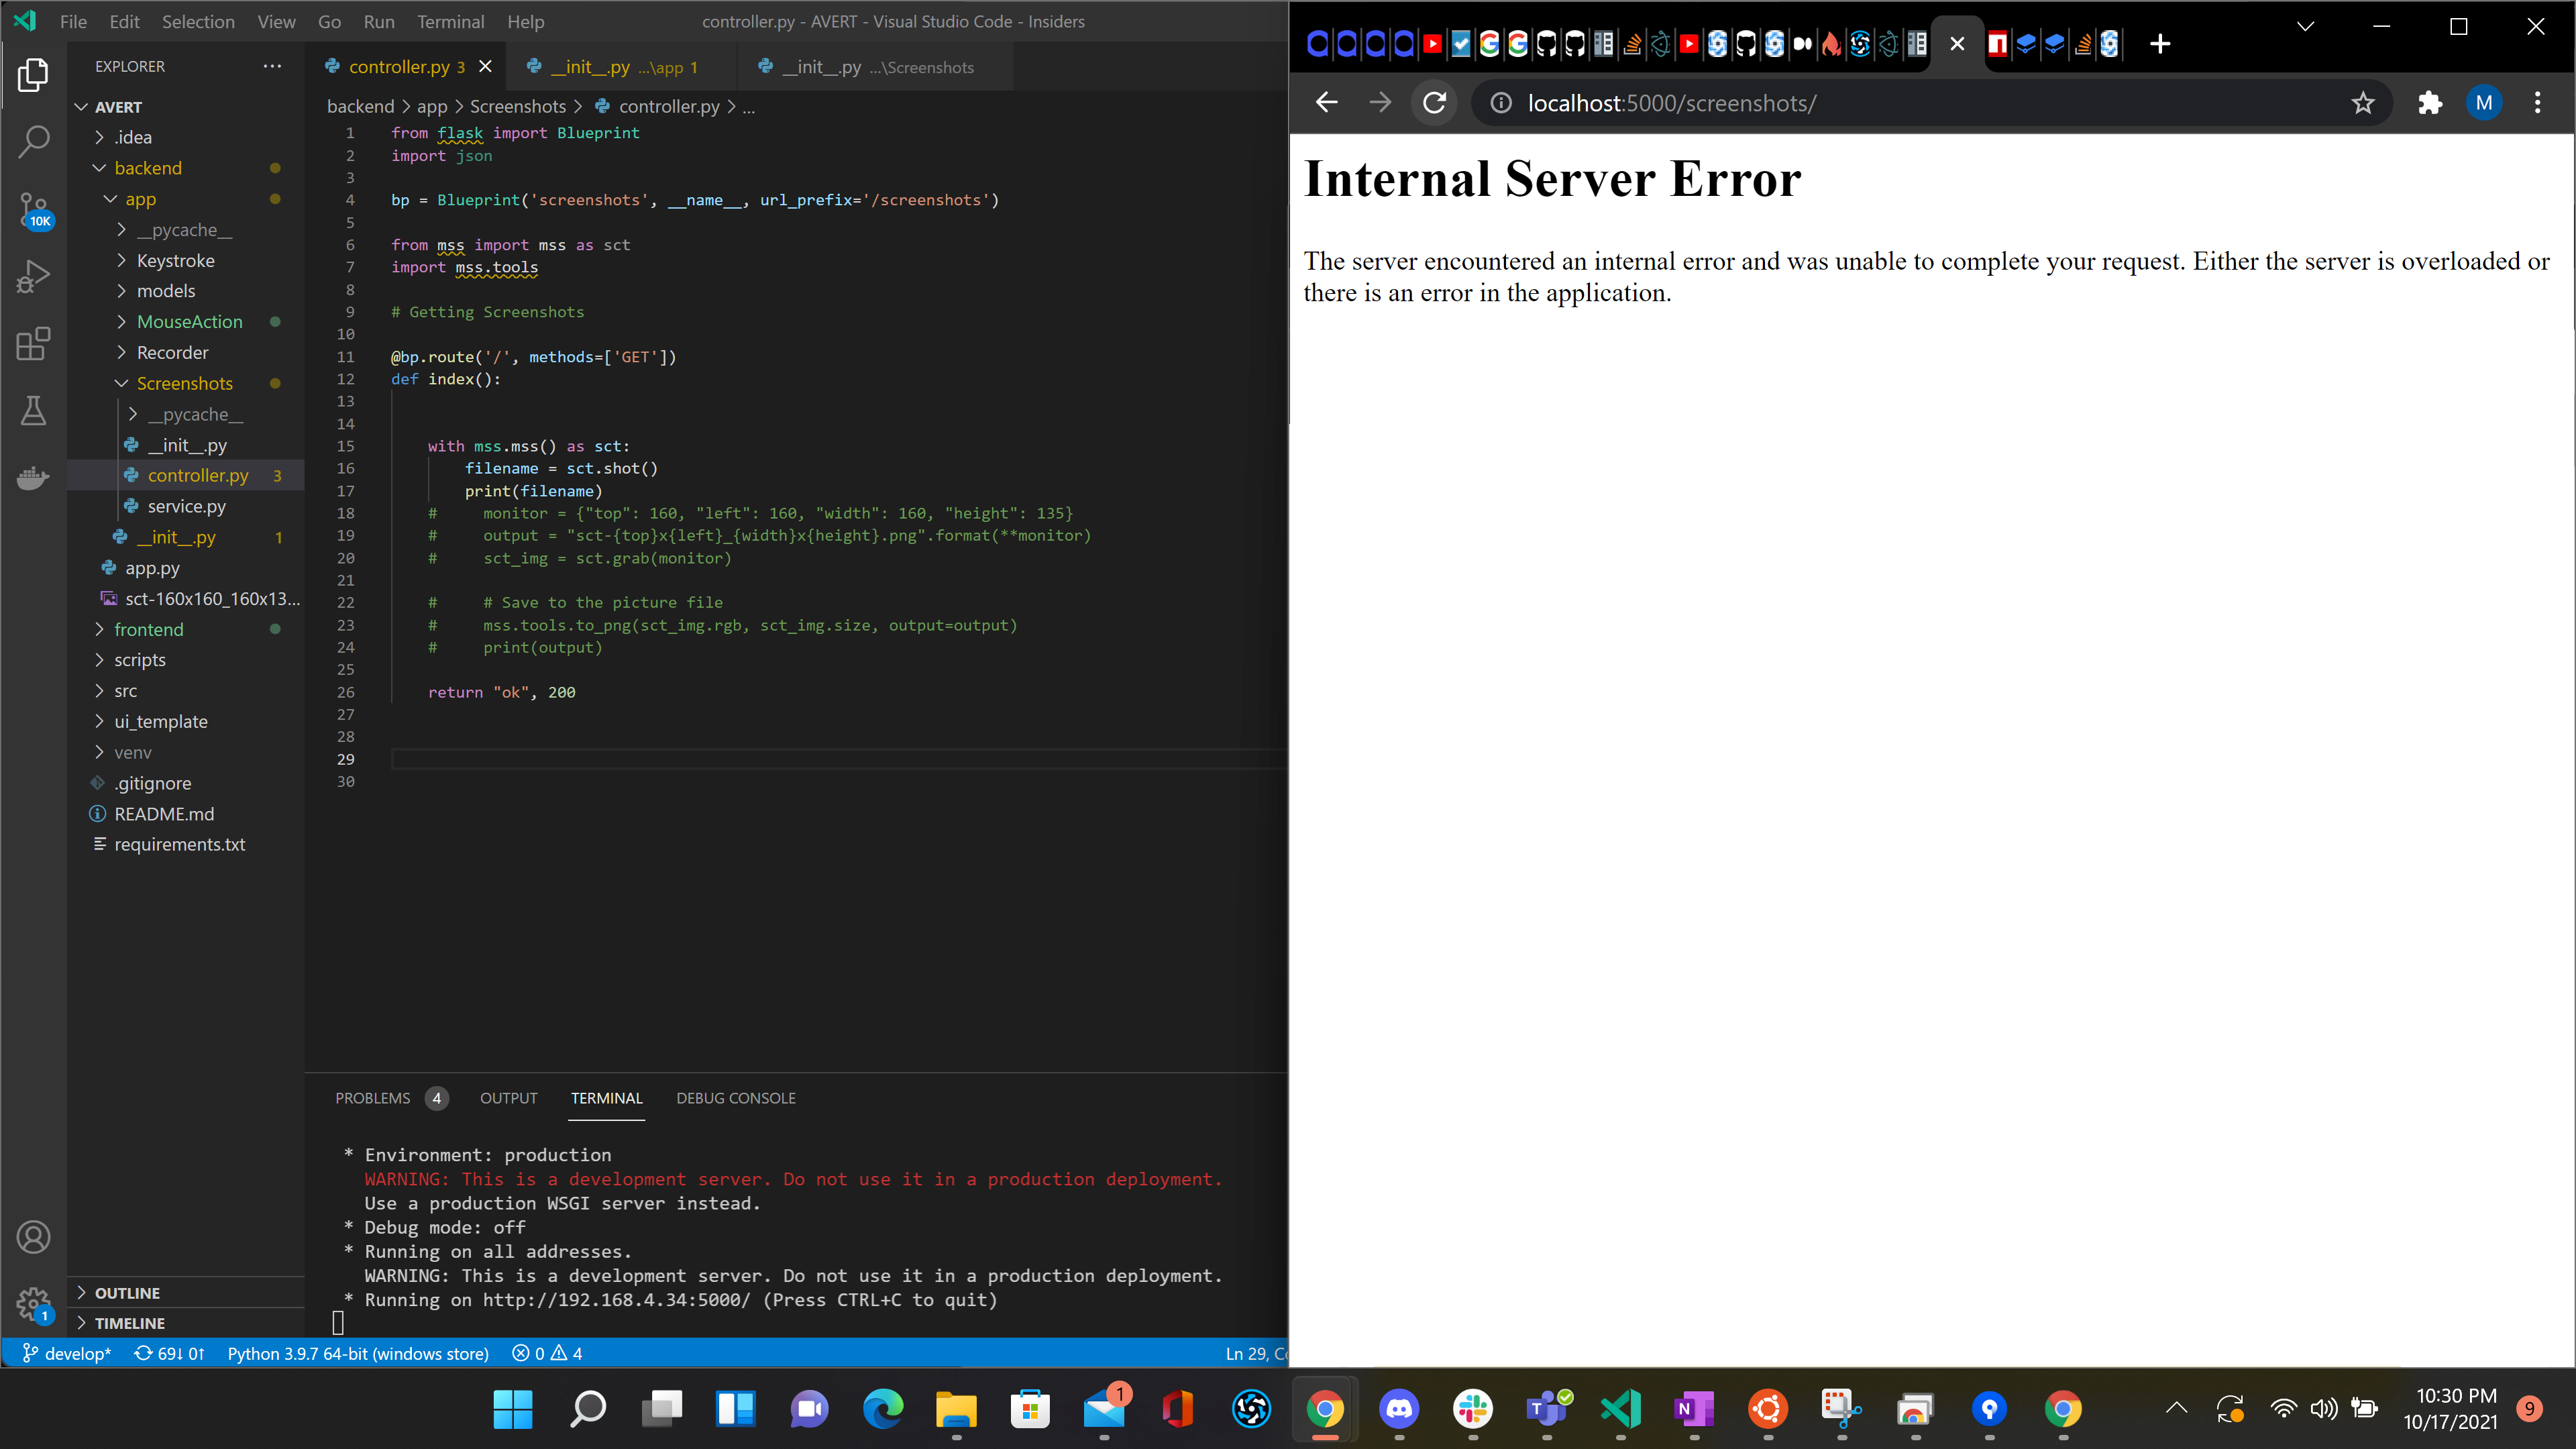 File Edit Selection View Go Run Terminal Help
controller.py - AVERT - Visual Studio Code - Insiders
EXPLORER
AVERT
.idea
backend
app
__pycache__
Keystroke
models
MouseAction
Recorder
Screenshots
__pycache__
__init__.py
controller.py 3
service.py
__init__.py 1
app.py
sct-160x160_160x13...
frontend
scripts
src
ui_template
venv
.gitignore
README.md
requirements.txt
OUTLINE
TIMELINE
10K
1
controller.py 3
__init__.py ...\app 1
__init__.py ...\Screenshots
backend > app > Screenshots > controller.py > ...
1 from flask import Blueprint
2 import json
3
4 bp = Blueprint('screenshots', __name__, url_prefix='/screenshots')
5
6 from mss import mss as sct
7 import mss.tools
8
9 # Getting Screenshots
10
11 @bp.route('/', methods=['GET'])
12 def index():
13
14
15 with mss.mss() as sct:
16 filename = sct.shot()
17 print(filename)
18 # monitor = {"top": 160, "left": 160, "width": 160, "height": 135}
19 # output = "sct-{top}x{left}_{width}x{height}.png".format(**monitor)
20 # sct_img = sct.grab(monitor)
21
22 # # Save to the picture file
23 # mss.tools.to_png(sct_img.rgb, sct_img.size, output=output)
24 # print(output)
25
26 return "ok", 200
27
28
29
30
PROBLEMS 4 OUTPUT TERMINAL DEBUG CONSOLE
* Environment: production
WARNING: This is a development server. Do not use it in a production deployment.
Use a production WSGI server instead.
* Debug mode: off
* Running on all addresses.
WARNING: This is a development server. Do not use it in a production deployment.
* Running on http://192.168.4.34:5000/ (Press CTRL+C to quit)
develop* 69↓ 0↑ Python 3.9.7 64-bit (windows store) 0 4
Ln 29, Co
localhost:5000/screenshots/
M
Internal Server Error
The server encountered an internal error and was unable to complete your request. Either the server is overloaded or
there is an error in the application.
1
10:30 PM
10/17/2021
9